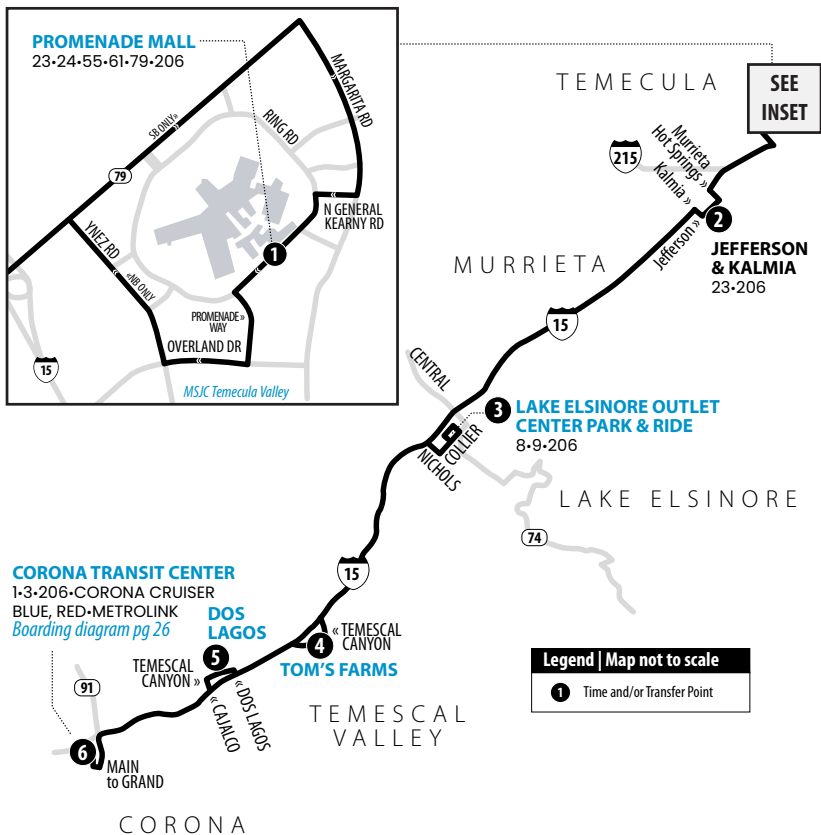 PROMENADE MALL
23•24•55•61•79•206
MARGARITA RD
SB ONLY»
RING RD
79
N GENERAL
KEARNY RD
YNEZ RD
«NB ONLY
1
PROMENADE»
WAY
OVERLAND DR
15
MSJC Temecula Valley
TEMECULA
SEE
INSET
215
Murrieta
Hot Springs »
Kalmia »
Jefferson »
2
JEFFERSON
& KALMIA
23•206
MURRIETA
15
CENTRAL
3
LAKE ELSINORE OUTLET
CENTER PARK & RIDE
8•9•206
COLLIER
NICHOLS
LAKE ELSINORE
74
15
CORONA TRANSIT CENTER
1•3•206•CORONA CRUISER
BLUE, RED•METROLINK
Boarding diagram pg 26
DOS
LAGOS
5
« TEMESCAL
CANYON
4
TOM'S FARMS
TEMESCAL
CANYON »
« DOS LAGOS
« CAJALCO
91
TEMESCAL
VALLEY
6
MAIN
to GRAND
CORONA
Legend | Map not to scale
1 Time and/or Transfer Point